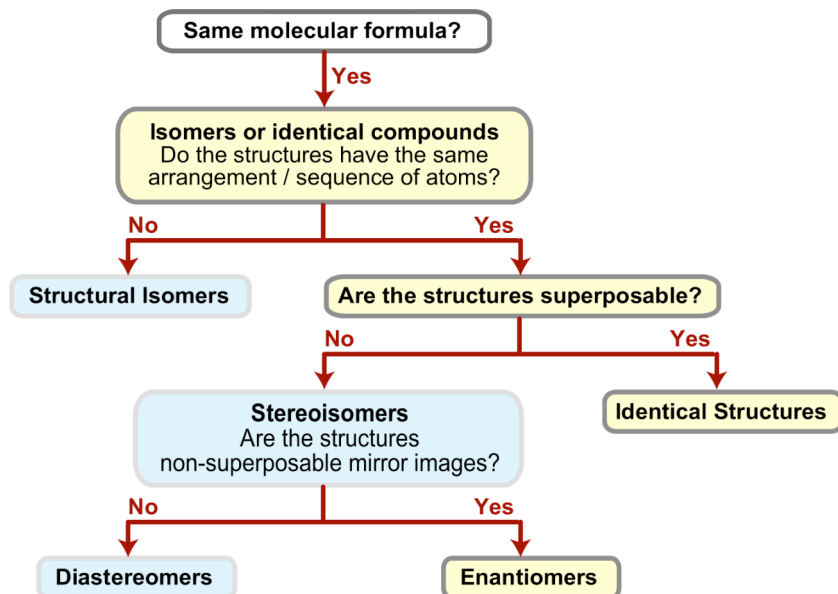 Same molecular formula?
Yes
Isomers or identical compounds
Do the structures have the same
arrangement / sequence of atoms?
No
Yes
Structural Isomers
Are the structures superposable?
No
Yes
Stereoisomers
Are the structures
non-superposable mirror images?
Identical Structures
No
Yes
Diastereomers
Enantiomers